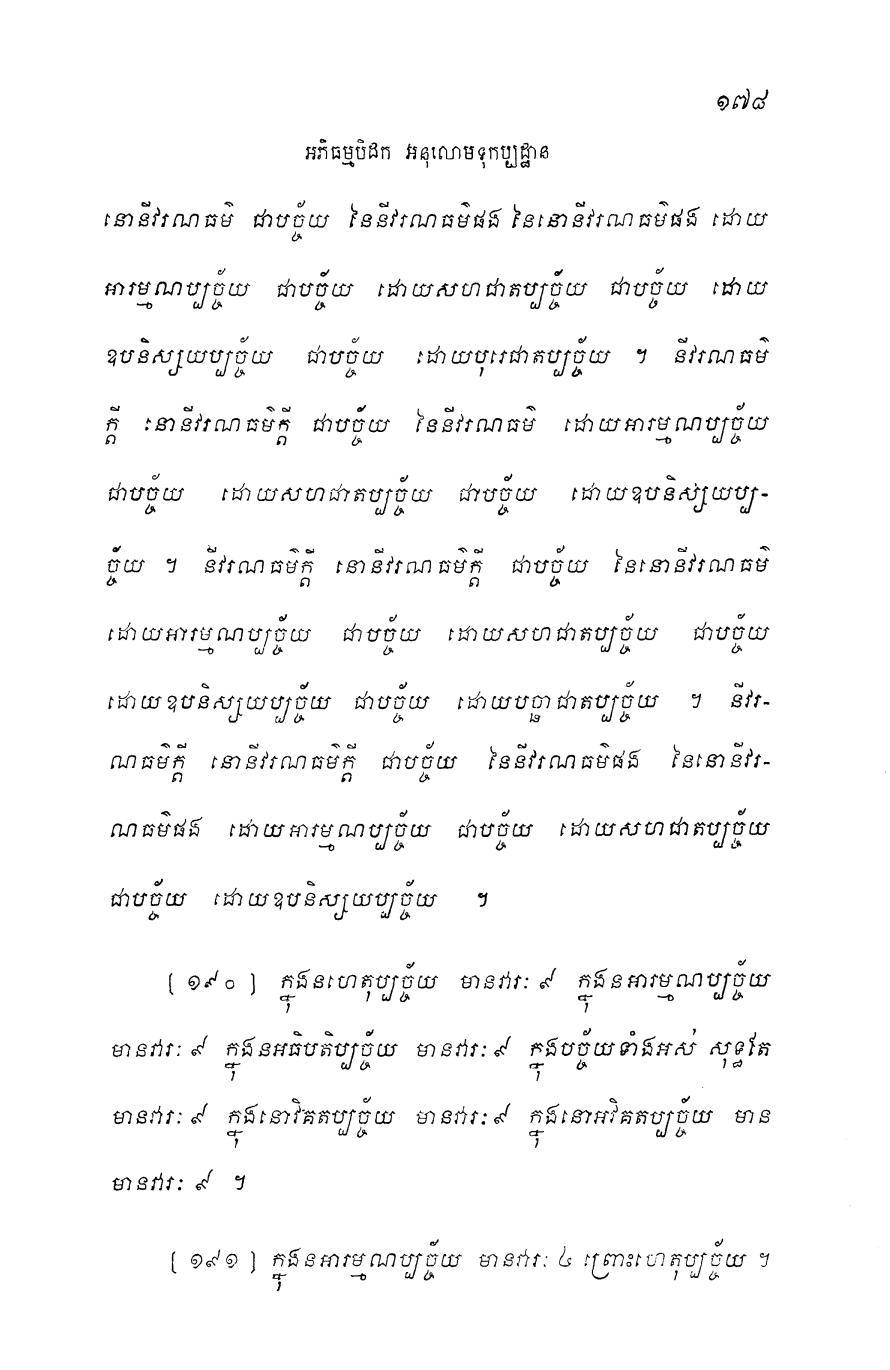 ១៧៨
អភិធម្មបិដក អនុលោមទុកប្បដ្ឋាន
នោនីវរណធម៌ ជាបច្ច័យ នៃនីវរណធម៌ផង នៃនោនីវរណធម៌ផង ដោយ
អារម្មណប្បច្ច័យ ជាបច្ច័យ ដោយសហជាតប្បច្ច័យ ជាបច្ច័យ ដោយ
ឧបនិស្សយប្បច្ច័យ ជាបច្ច័យ ដោយបុរេជាតប្បច្ច័យ ។ នីវរណធម៌
ក្តី នោនីវរណធម៌ក្តី ជាបច្ច័យ នៃនីវរណធម៌ ដោយអារម្មណប្បច្ច័យ
ជាបច្ច័យ ដោយសហជាតប្បច្ច័យ ជាបច្ច័យ ដោយឧបនិស្សយប្ប-
ច្ច័យ ។ នីវរណធម៌ក្តី នោនីវរណធម៌ក្តី ជាបច្ច័យ នៃនោនីវរណធម៌
ដោយអារម្មណប្បច្ច័យ ជាបច្ច័យ ដោយសហជាតប្បច្ច័យ ជាបច្ច័យ
ដោយឧបនិស្សយប្បច្ច័យ ជាបច្ច័យ ដោយបច្ឆាជាតប្បច្ច័យ ។ នីវរ-
ណធម៌ក្តី នោនីវរណធម៌ក្តី ជាបច្ច័យ នៃនីវរណធម៌ផង នៃនោនីវរ-
ណធម៌ផង ដោយអារម្មណប្បច្ច័យ ជាបច្ច័យ ដោយសហជាតប្បច្ច័យ
ជាបច្ច័យ ដោយឧបនិស្សយប្បច្ច័យ ។
[ ១៩០ ] ក្នុងនហេតុប្បច្ច័យ មានវារៈ ៩ ក្នុងនអារម្មណប្បច្ច័យ
មានវារៈ ៩ ក្នុងនអធិបតិប្បច្ច័យ មានវារៈ ៩ ក្នុងបច្ច័យទាំងអស់ សុទ្ធតែ
មានវារៈ ៩ ក្នុងនោវិគតប្បច្ច័យ មានវារៈ ៩ ក្នុងនោអវិគតប្បច្ច័យ មាន
មានវារៈ ៩ ។
[ ១៩១ ] ក្នុងនអារម្មណប្បច្ច័យ មានវារៈ ៤ ព្រោះហេតុប្បច្ច័យ ។